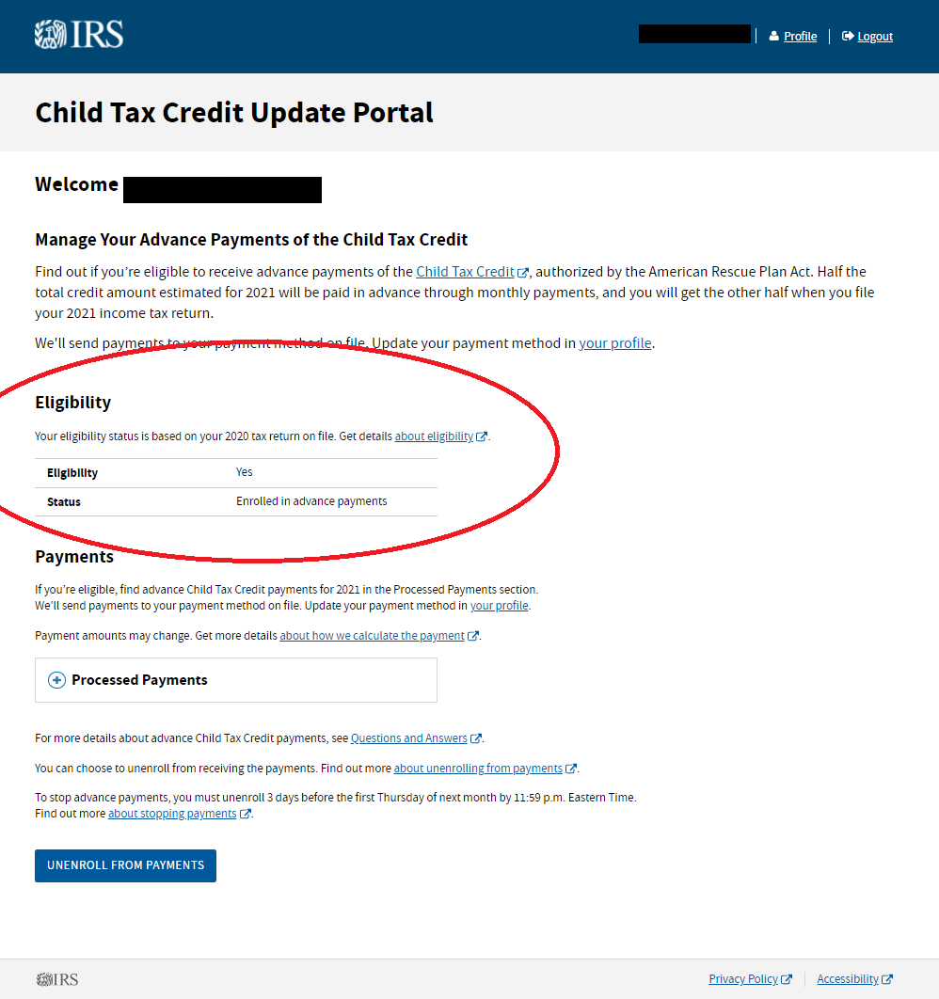 IRS
Profile
Logout
Child Tax Credit Update Portal
Welcome
Manage Your Advance Payments of the Child Tax Credit
Find out if you’re eligible to receive advance payments of the Child Tax Credit, authorized by the American Rescue Plan Act. Half the
total credit amount estimated for 2021 will be paid in advance through monthly payments, and you will get the other half when you file
your 2021 income tax return.
We'll send payments to your payment method on file. Update your payment method in your profile.
Eligibility
Your eligibility status is based on your 2020 tax return on file. Get details about eligibility.
Eligibility Yes
Status Enrolled in advance payments
Payments
If you’re eligible, find advance Child Tax Credit payments for 2021 in the Processed Payments section.
We’ll send payments to your payment method on file. Update your payment method in your profile.
Payment amounts may change. Get more details about how we calculate the payment.
Processed Payments
For more details about advance Child Tax Credit payments, see Questions and Answers.
You can choose to unenroll from receiving the payments. Find out more about unenrolling from payments.
To stop advance payments, you must unenroll 3 days before the first Thursday of next month by 11:59 p.m. Eastern Time.
Find out more about stopping payments.
UNENROLL FROM PAYMENTS
IRS
Privacy Policy
Accessibility